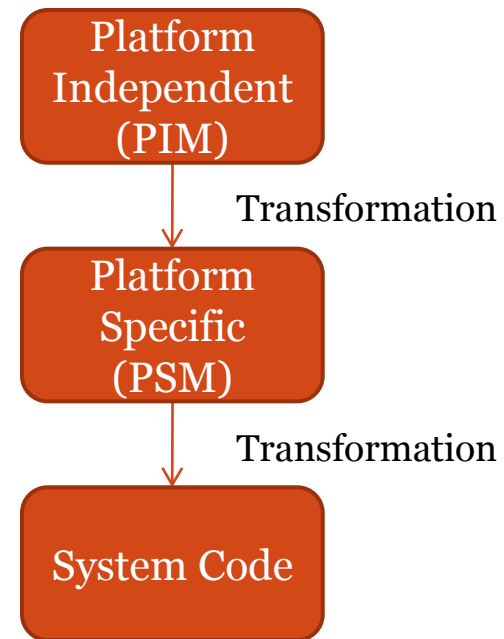 Platform
Independent
(PIM)
Transformation
Platform
Specific
(PSM)
Transformation
System Code